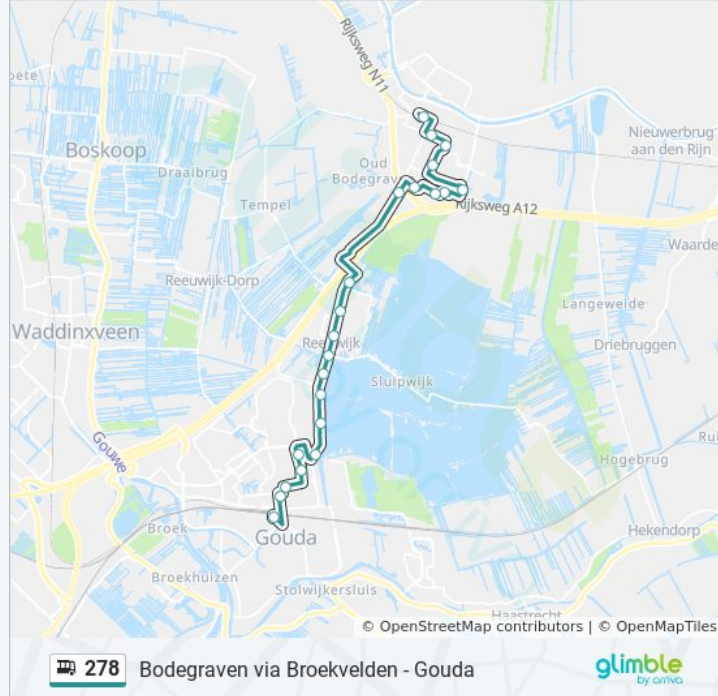 Rijksweg N11
oete
Boskoop
Nieuwerbrug
aan den Rijn
Draaibrug
Oud
Bodegrav
Tempel
Rijksweg A12
Waarde
Reeuwijk-Dorp
Langeweide
Waddinxveen
Driebruggen
Reeuwijk
Sluipwijk
Gouwe
Ru
Hogebrug
Broek
Gouda
Hekendorp
Broekhuizen
Stolwijkersluis
Haastrecht
© OpenStreetMap contributors | © OpenMapTiles
278 Bodegraven via Broekvelden - Gouda
glimble
by arriva